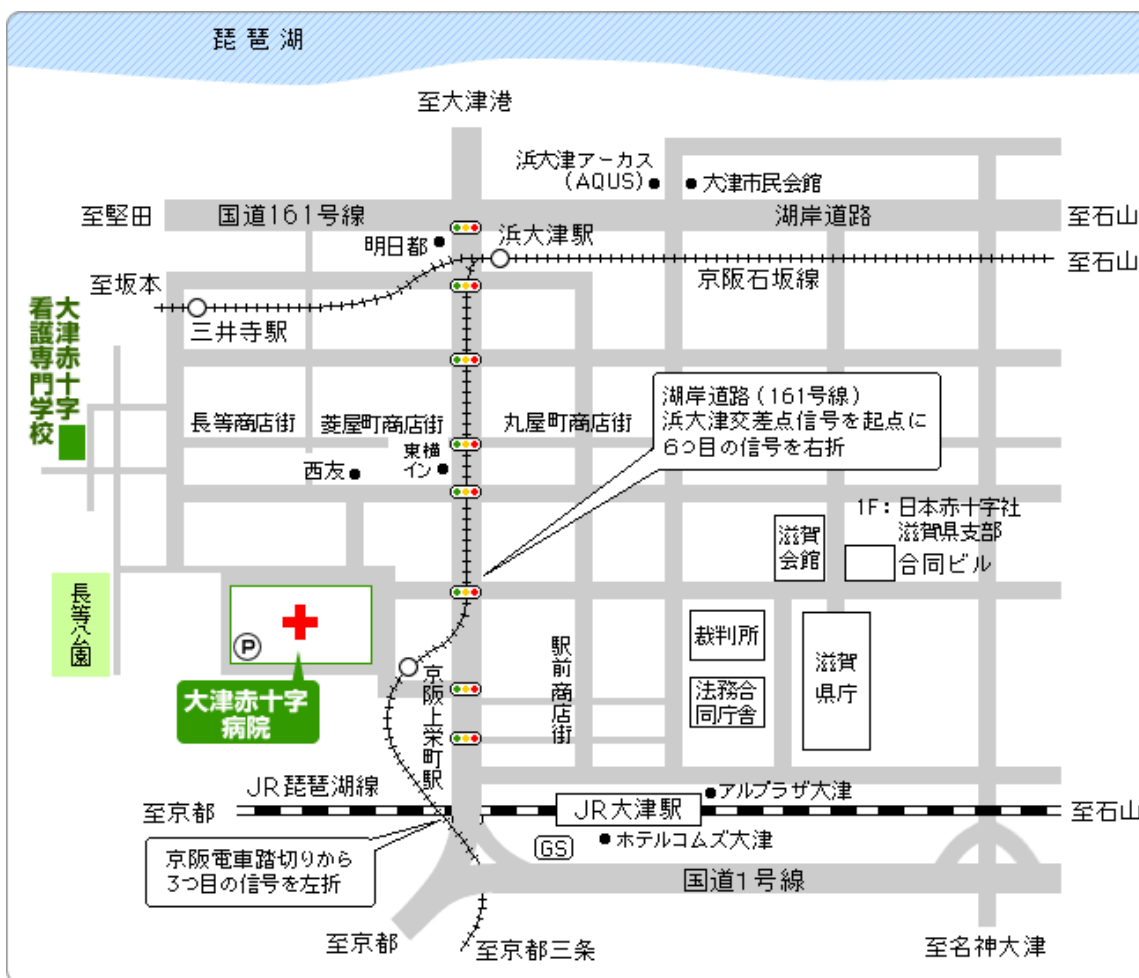 琵琶湖
至大津港
浜大津アーカス
(AQUS)
大津市民会館
至堅田
国道161号線
湖岸道路
至石山
明日都
浜大津駅
至坂本
京阪石坂線
至石山
三井寺駅
大津赤十字
看護専門学校
湖岸道路(161号線)
浜大津交差点信号を起点に
6つ目の信号を右折
長等商店街
菱屋町商店街
丸屋町商店街
西友
東横
イン
1F:日本赤十字社
滋賀県支部
合同ビル
滋賀
会館
長等公園
P
大津赤十字
病院
京阪上栄町駅
駅前商店街
裁判所
法務合
同庁舎
滋賀
県庁
JR琵琶湖線
アルプラザ大津
至京都
JR大津駅
至石山
GS
ホテルコムズ大津
京阪電車踏切りから
3つ目の信号を左折
国道1号線
至京都
至京都三条
至名神大津